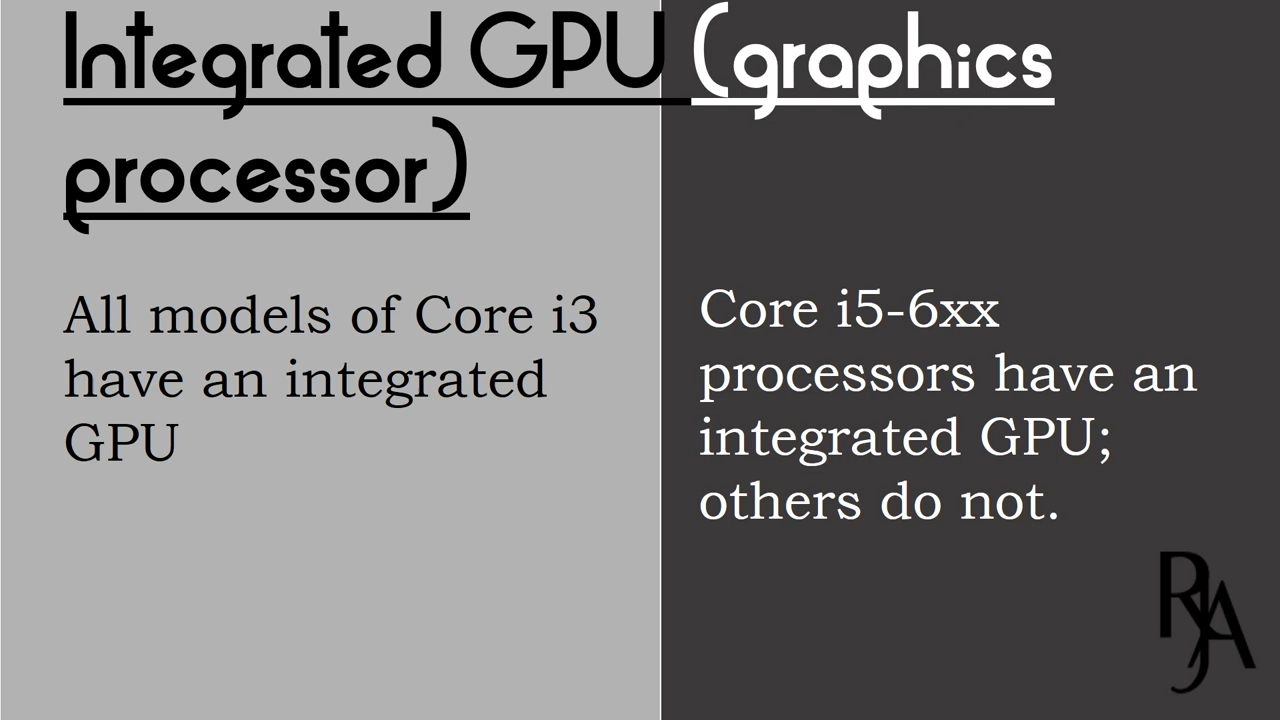 Integrated GPU (graphics
processor)
All models of Core i3
have an integrated
GPU
Core i5-6xx
processors have an
integrated GPU;
others do not.
RJA